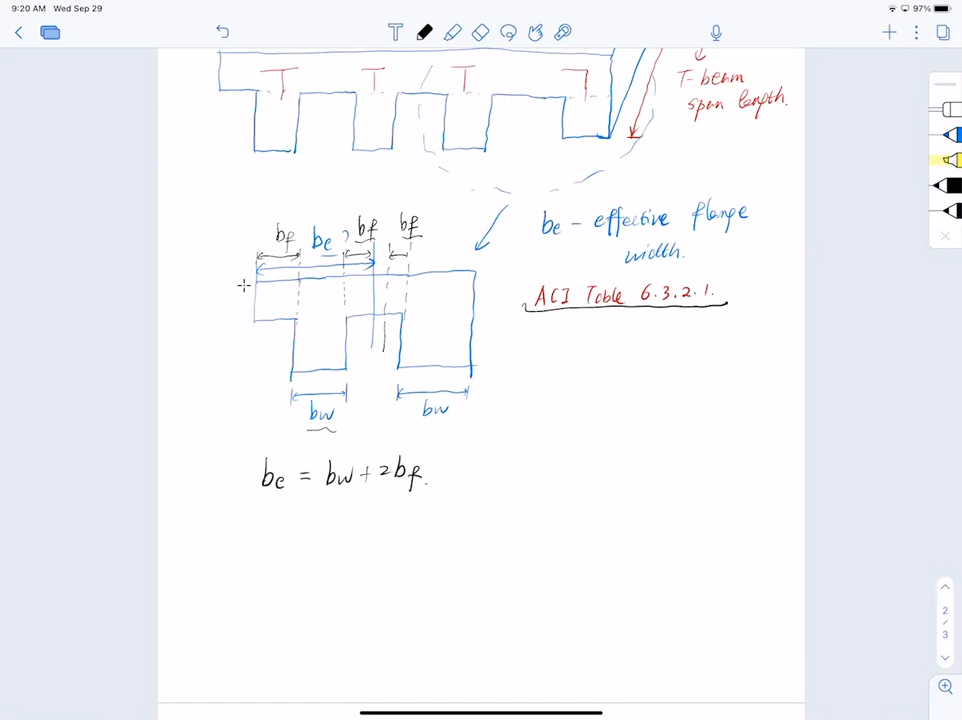 9:20 AM Wed Sep 29
97%
T
T
T
T
T-beam
span length.
bf
be
?
bf
bf
be - effective flange
width.
ACI Table 6.3.2.1.
bw
bw
be = bw + 2bf.
2
/
3